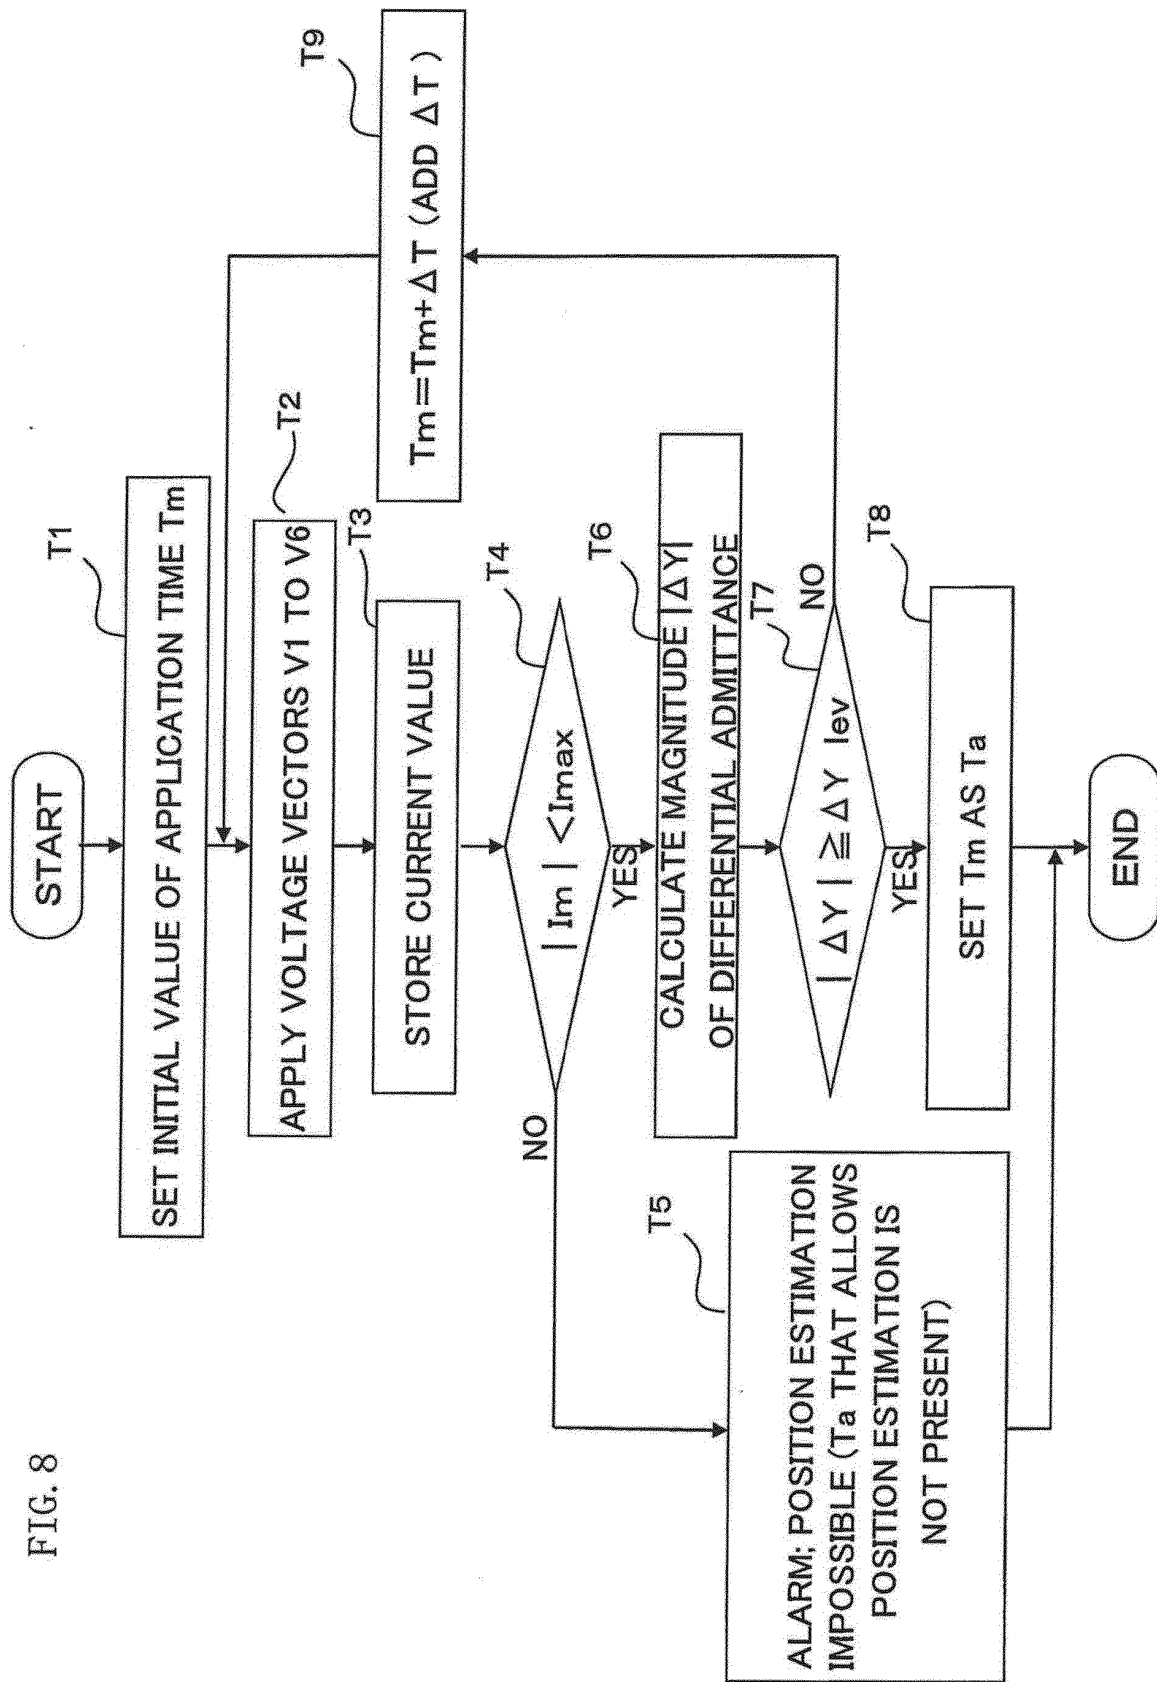 FIG. 8
START
T1
SET INITIAL VALUE OF APPLICATION TIME Tm
T2
APPLY VOLTAGE VECTORS V1 TO V6
T3
STORE CURRENT VALUE
T4
| Im | <Imax
NO
YES
T5
ALARM; POSITION ESTIMATION
IMPOSSIBLE (Ta THAT ALLOWS
POSITION ESTIMATION IS
NOT PRESENT)
T6
CALCULATE MAGNITUDE |ΔY|
OF DIFFERENTIAL ADMITTANCE
T7
| ΔY | ≧ ΔY lev
NO
YES
T8
SET Tm AS Ta
T9
Tm=Tm+ΔT (ADD ΔT)
END